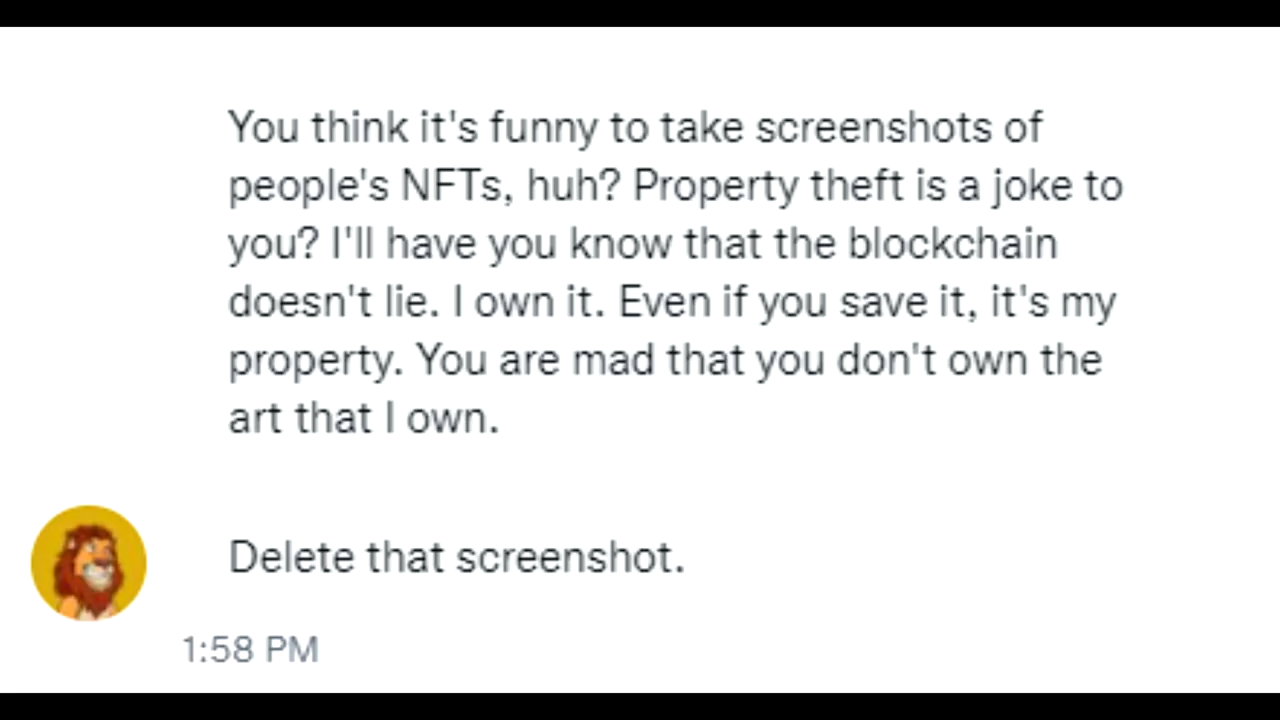 You think it's funny to take screenshots of
people's NFTs, huh? Property theft is a joke to
you? I'll have you know that the blockchain
doesn't lie. I own it. Even if you save it, it's my
property. You are mad that you don't own the
art that I own.
Delete that screenshot.
1:58 PM